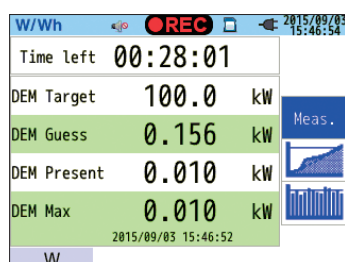 W/Wh REC 2015/09/03
15:46:54
Time left 00:28:01
DEM Target 100.0 kW
Meas.
DEM Guess 0.156 kW
DEM Present 0.010 kW
DEM Max 0.010 kW
2015/09/03 15:46:52
W